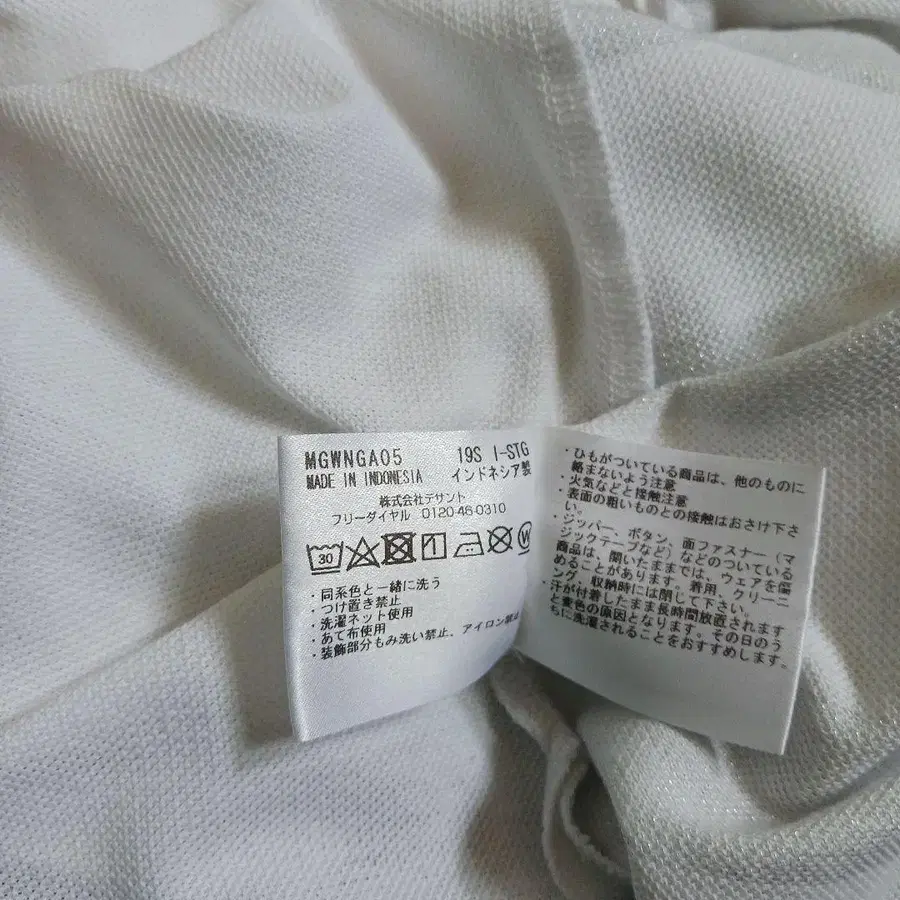 MGWNGA05 19S I-STG
MADE IN INDONESIA インドネシア製
株式会社デサント
フリーダイヤル 0120-46-0310
30 W
・同系色と一緒に洗う
・つけ置き禁止
・洗濯ネット使用
・あて布使用
・装飾部分もみ洗い禁止、アイロン禁止
・ひもがついている商品は、他のものに
絡まないよう注意
・火気などと接触注意
・表面の粗いものとの接触はおさけ下さ
い。
・ジッパー、ボタン、面ファスナー（マ
ジックテープなど）などのついている
商品は、開いたままでは、ウェアを傷
めることがあります。着用、クリーニ
ング、収納時には閉じて下さい。
・汗が付着したまま長時間放置されます
と変色の原因となります。その日のう
ちに洗濯されることをおすすめします。